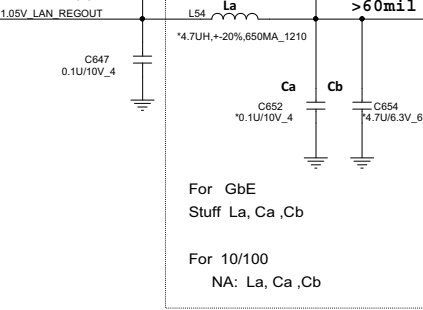 La
>60mil
1.05V_LAN_REGOUT
L54
*4.7UH,+-20%,650MA_1210
C647
0.1U/10V_4
Ca
Cb
C652
*0.1U/10V_4
C654
*4.7U/6.3V_6
For GbE
Stuff La, Ca ,Cb
For 10/100
NA: La, Ca ,Cb